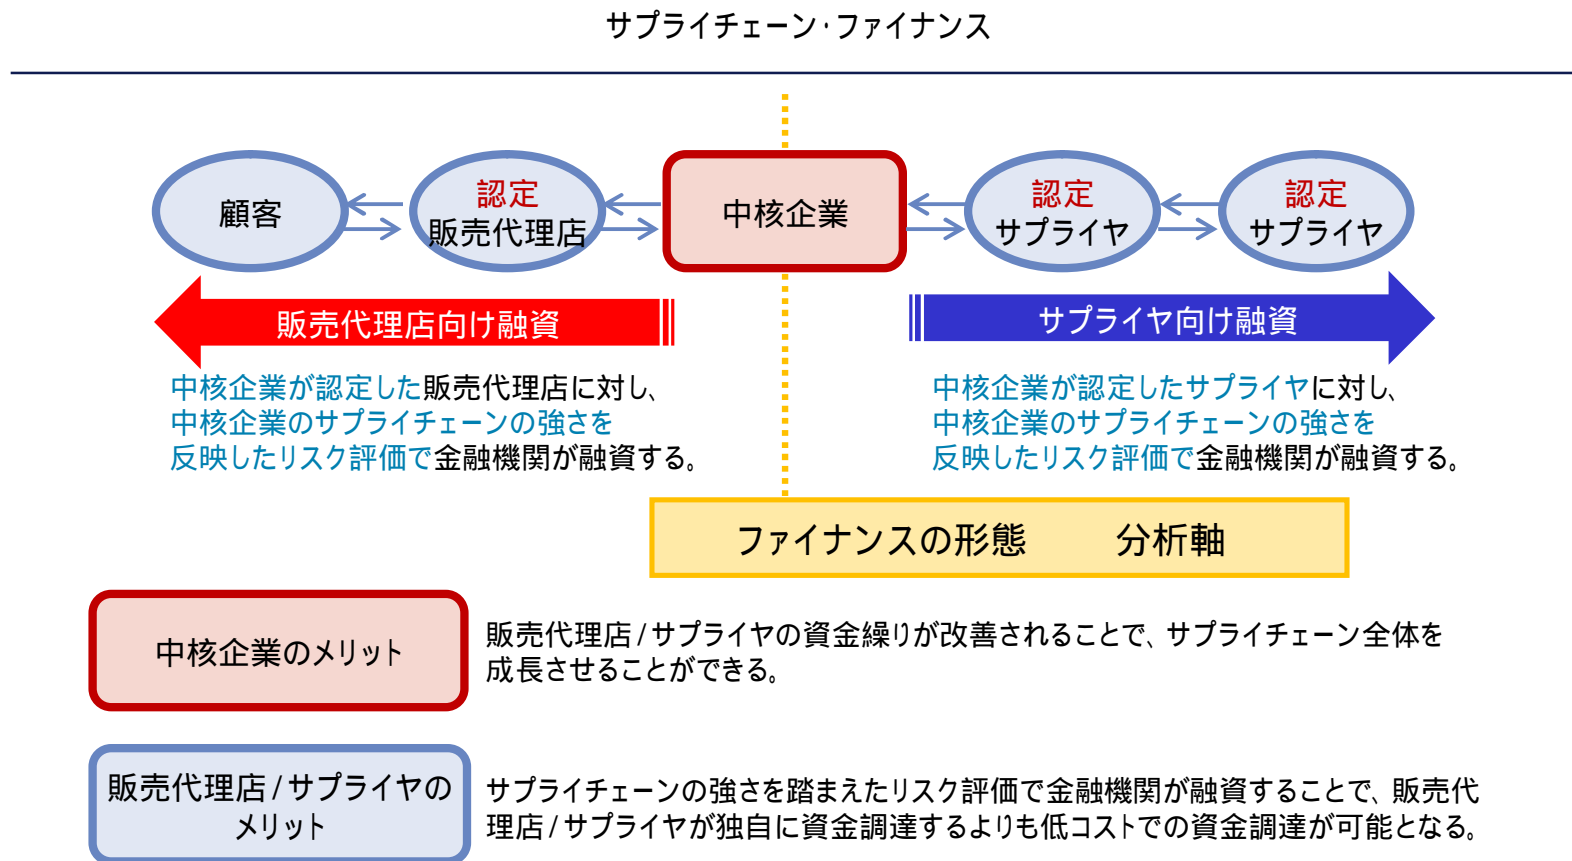 サプライチェーン・ファイナンス
顧客
認定
販売代理店
中核企業
認定
サプライヤ
認定
サプライヤ
販売代理店向け融資
サプライヤ向け融資
中核企業が認定した販売代理店に対し、
中核企業のサプライチェーンの強さを
反映したリスク評価で金融機関が融資する。
中核企業が認定したサプライヤに対し、
中核企業のサプライチェーンの強さを
反映したリスク評価で金融機関が融資する。
ファイナンスの形態　　分析軸
中核企業のメリット
販売代理店/サプライヤの資金繰りが改善されることで、サプライチェーン全体を
成長させることができる。
販売代理店/サプライヤの
メリット
サプライチェーンの強さを踏まえたリスク評価で金融機関が融資することで、販売代
理店/サプライヤが独自に資金調達するよりも低コストでの資金調達が可能となる。